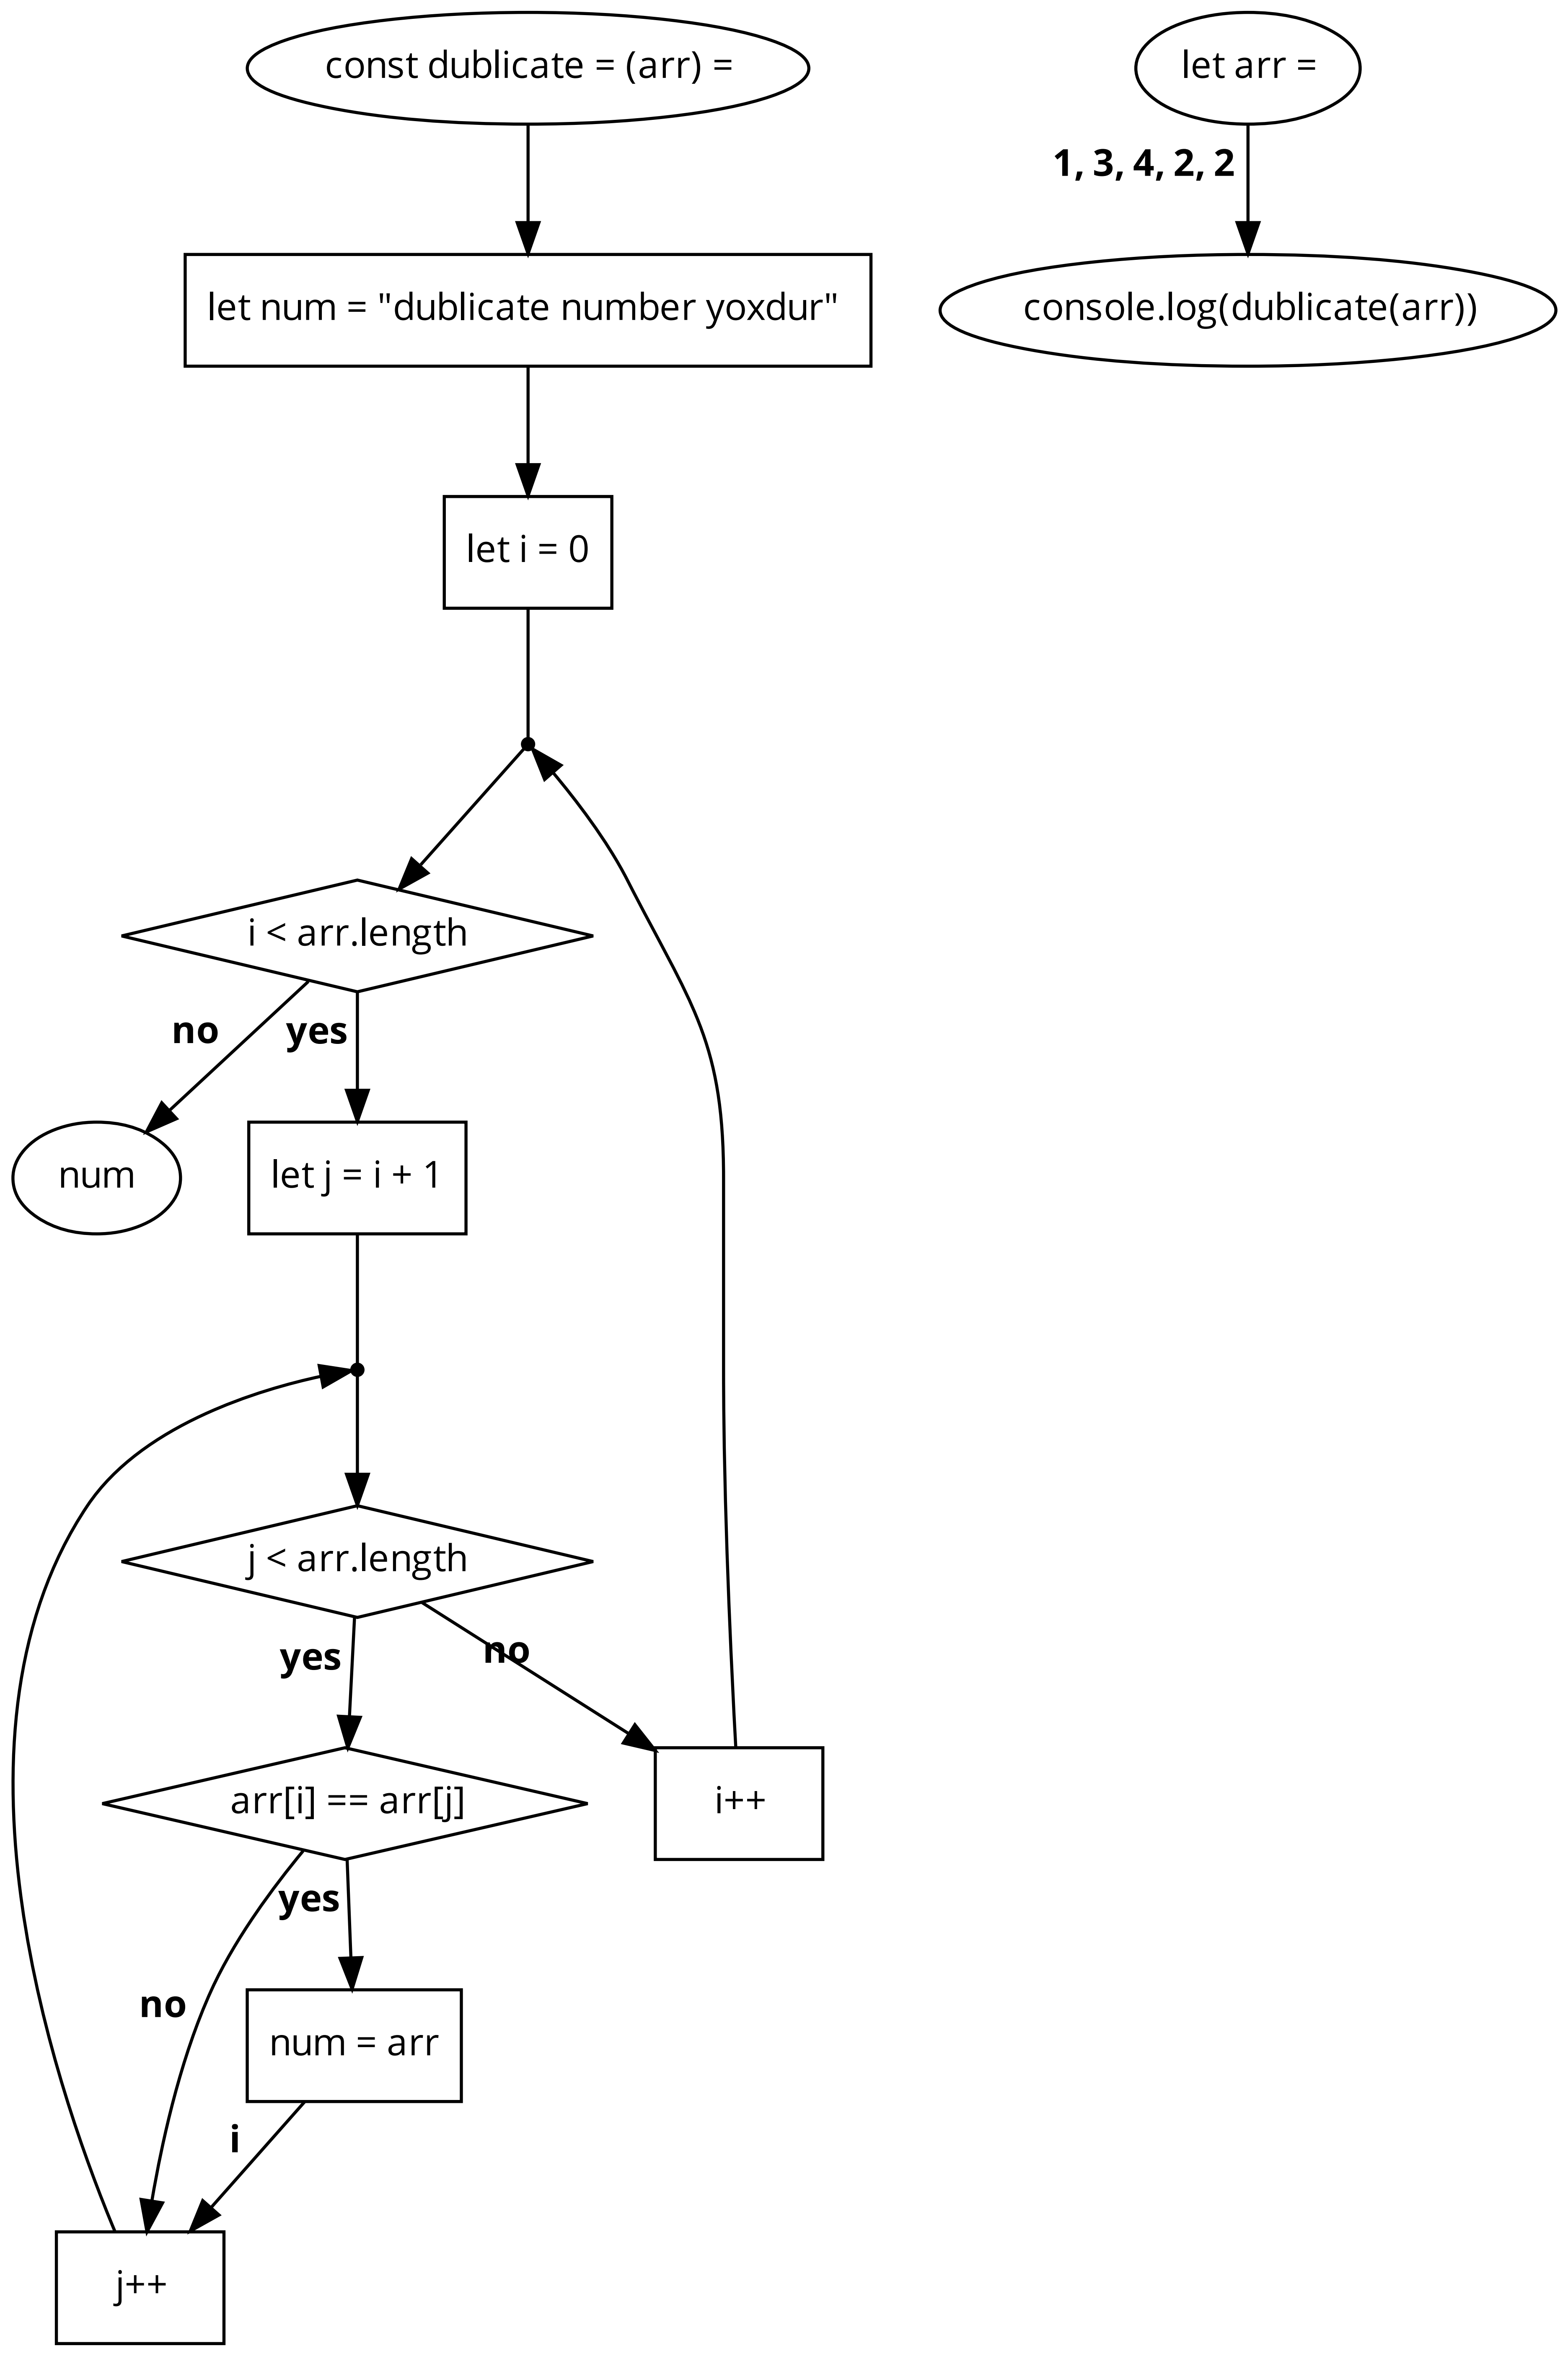 const dublicate = (arr) =
let num = "dublicate number yoxdur"
let i = 0
i < arr.length
no
yes
num
let j = i + 1
j < arr.length
yes
no
arr[i] == arr[j]
i++
yes
no
num = arr
i
j++
let arr =
1, 3, 4, 2, 2
console.log(dublicate(arr))